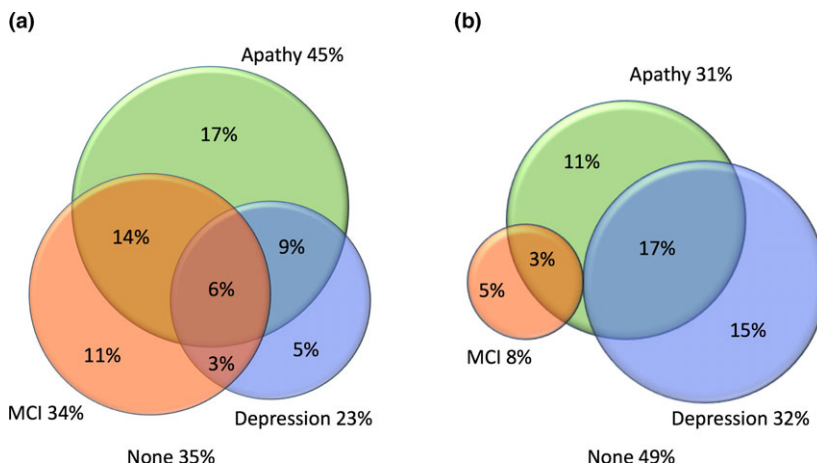 (a)
Apathy 45%
17%
14%
9%
6%
11%
3%
5%
MCI 34%
Depression 23%
None 35%
(b)
Apathy 31%
11%
3%
17%
5%
15%
MCI 8%
Depression 32%
None 49%